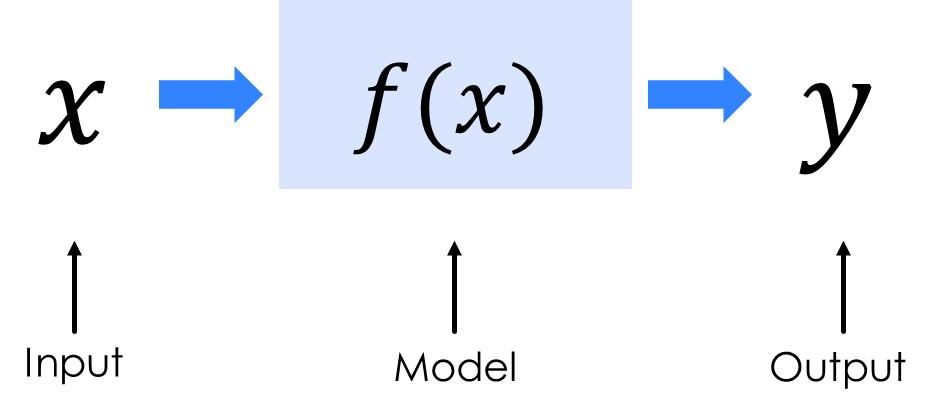 x f(x) y
Input Model Output